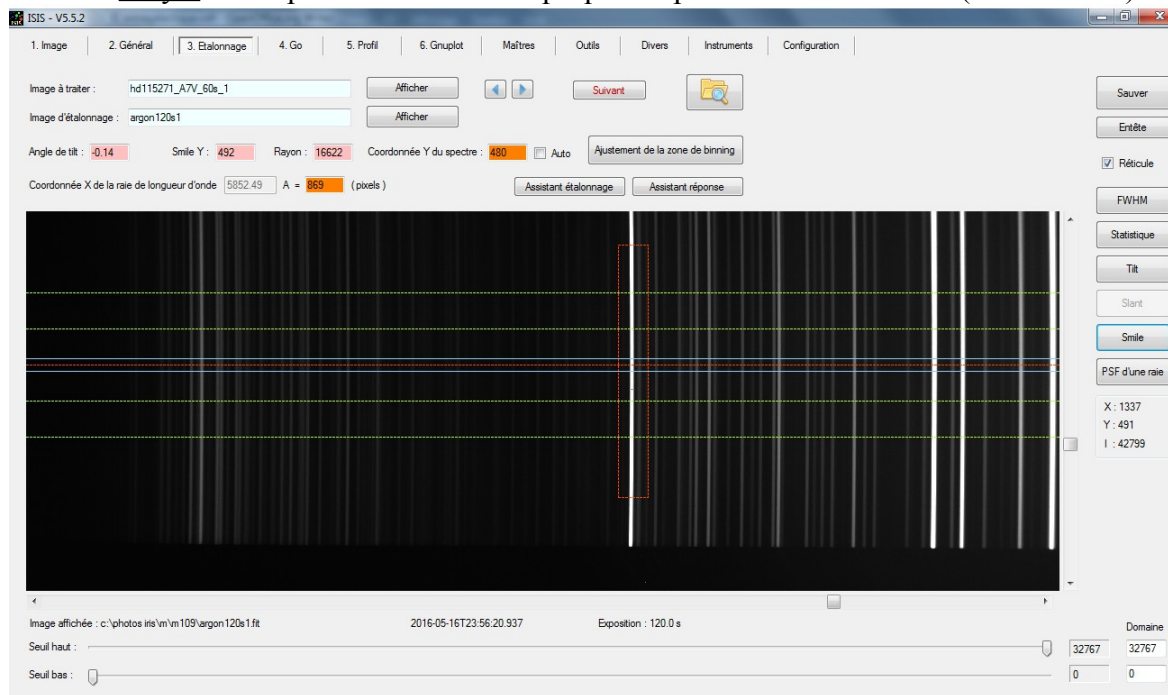 ISIS - V5.5.2
1. Image 2. Général 3. Etalonnage 4. Go 5. Profil 6. Gnuplot Maîtres Outils Divers Instruments Configuration
Image à traiter : hd115271_A7V_60s_1 Afficher Suivant
Sauver
Image d'étalonnage : argon120s1 Afficher
Entête
Angle de tilt : -0.14 Smile Y : 492 Rayon : 16622 Coordonnée Y du spectre : 480 Auto Ajustement de la zone de binning
Réticule
Coordonnée X de la raie de longueur d'onde 5852.49 A = 869 ( pixels ) Assistant étalonnage Assistant réponse
FWHM
Statistique
Tilt
Slant
Smile
PSF d'une raie
X : 1337
Y : 491
I : 42799
Image affichée : c:\photos iris\m\m109\argon120s1.fit 2016-05-16T23:56:20.937 Exposition : 120.0 s
Domaine
Seuil haut : 32767 32767
Seuil bas : 0 0